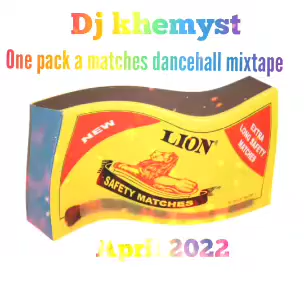 Dj khemyst
One pack a matches dancehall mixtape
NEW
LION
EXTRA
LONG SAFETY
MATCHES
SAFETY MATCHES
April 2022